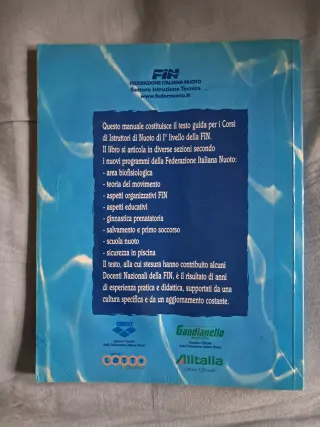 FIN
FEDERAZIONE ITALIANA NUOTO
Settore Istruzione Tecnica
www.federnuoto.it
Questo manuale costituisce il testo guida per i Corsi
di Istruttori di Nuoto di I° livello della FIN.
Il libro si articola in diverse sezioni secondo
i nuovi programmi della Federazione Italiana Nuoto:
- area biofisiologica
- teoria del movimento
- aspetti organizzativi FIN
- aspetti educativi
- ginnastica prenatatoria
- salvamento e primo soccorso
- scuola nuoto
- sicurezza in piscina
Il testo, alla cui stesura hanno contribuito alcuni
Docenti Nazionali della FIN, è il risultato di anni
di esperienza pratica e didattica, supportati da una
cultura specifica e da un aggiornamento costante.
Gaudianello
Alitalia